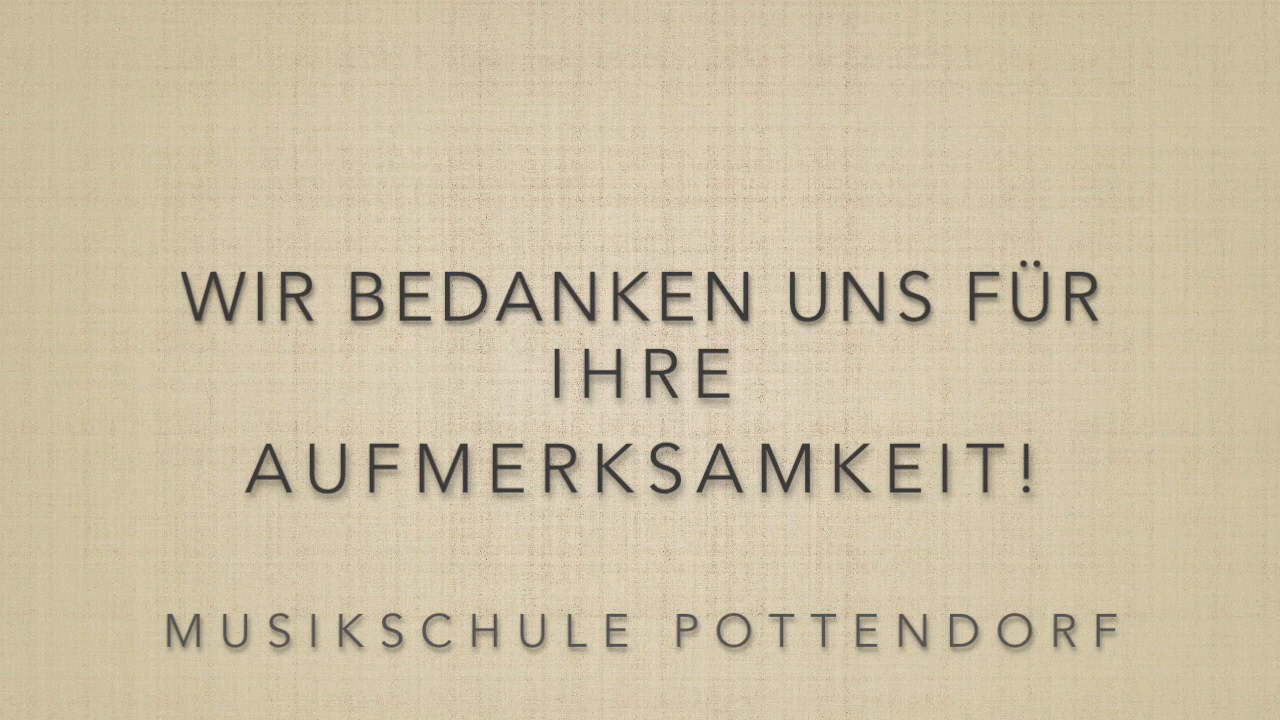 WIR BEDANKEN UNS FÜR
IHRE
AUFMERKSAMKEIT!
MUSIKSCHULE POTTENDORF